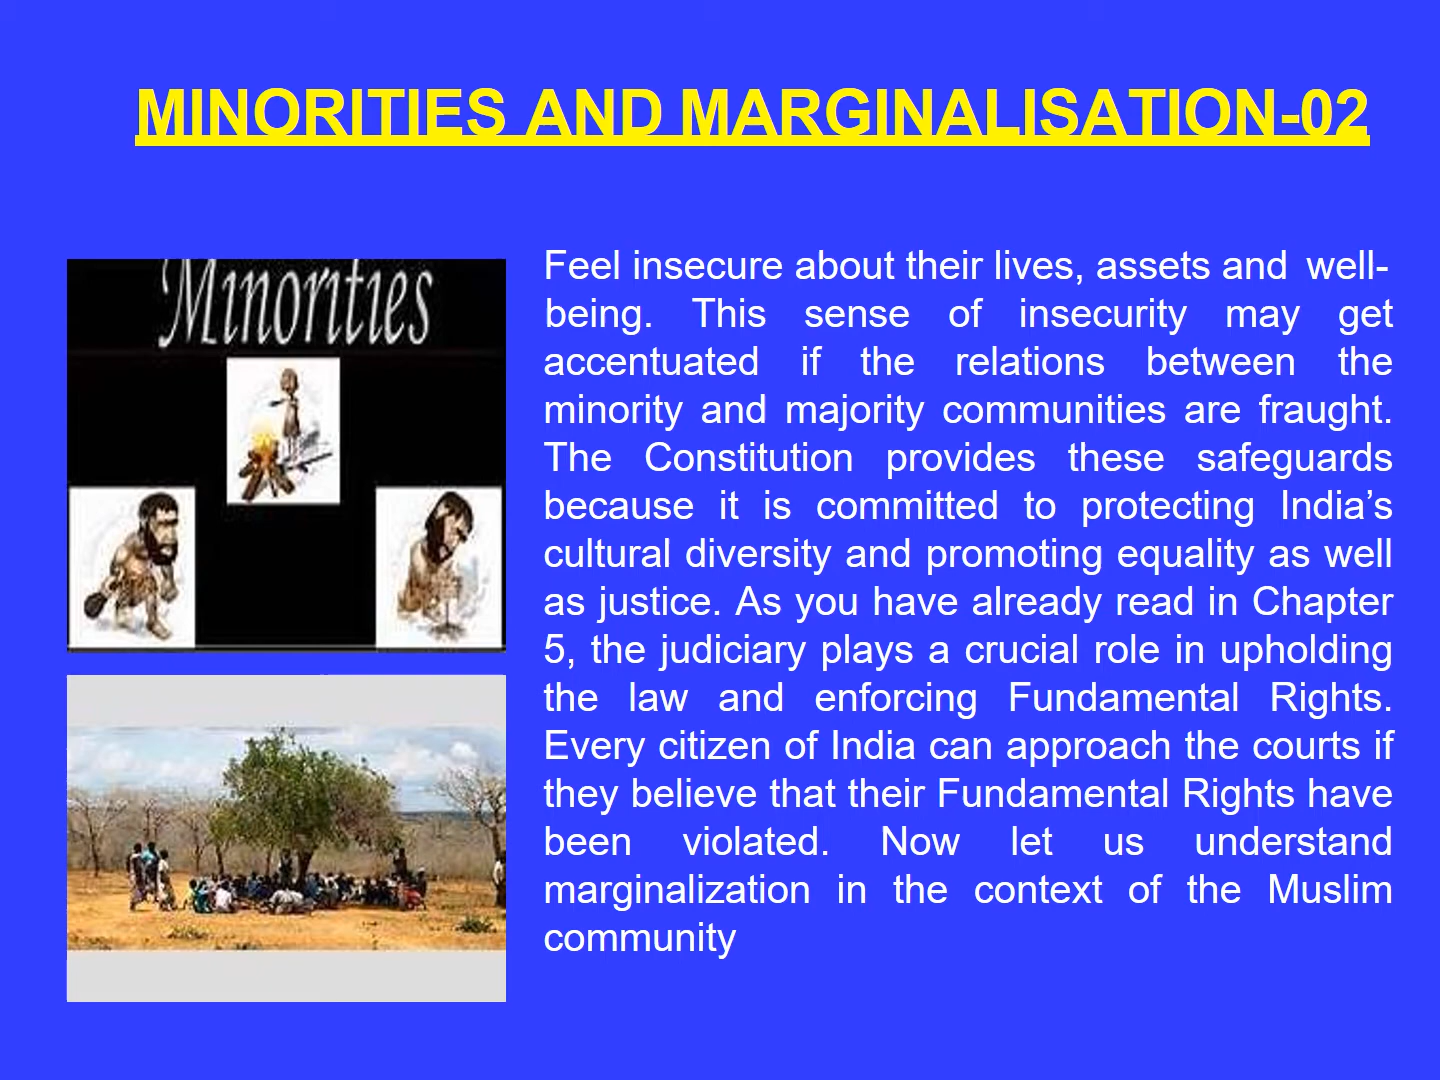 MINORITIES AND MARGINALISATION-02
Minorities
Feel insecure about their lives, assets and well-
being. This sense of insecurity may get
accentuated if the relations between the
minority and majority communities are fraught.
The Constitution provides these safeguards
because it is committed to protecting India’s
cultural diversity and promoting equality as well
as justice. As you have already read in Chapter
5, the judiciary plays a crucial role in upholding
the law and enforcing Fundamental Rights.
Every citizen of India can approach the courts if
they believe that their Fundamental Rights have
been violated. Now let us understand
marginalization in the context of the Muslim
community